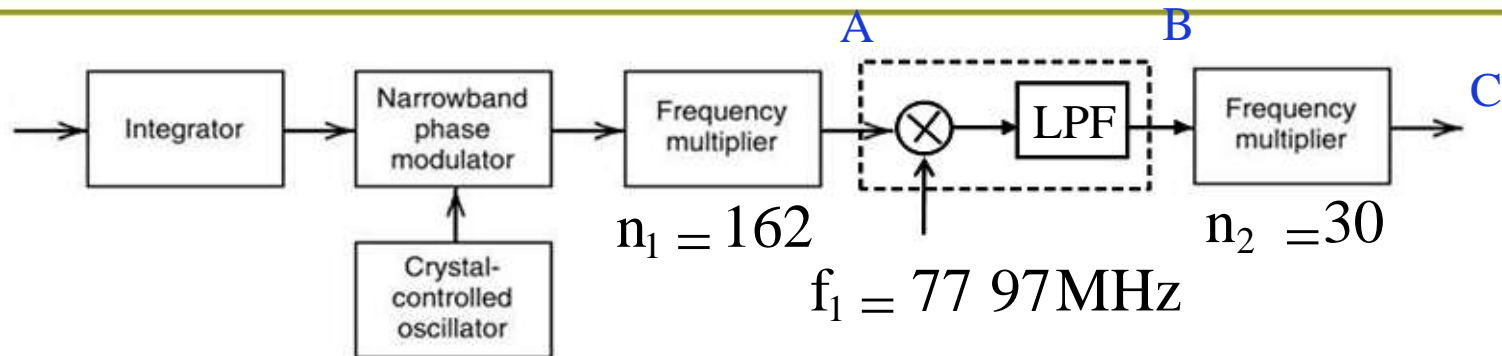 A
B
C
Integrator
Narrowband
phase
modulator
Frequency
multiplier
LPF
Frequency
multiplier
n₁ = 162
n₂ = 30
Crystal-
controlled
oscillator
f₁ = 77 97MHz